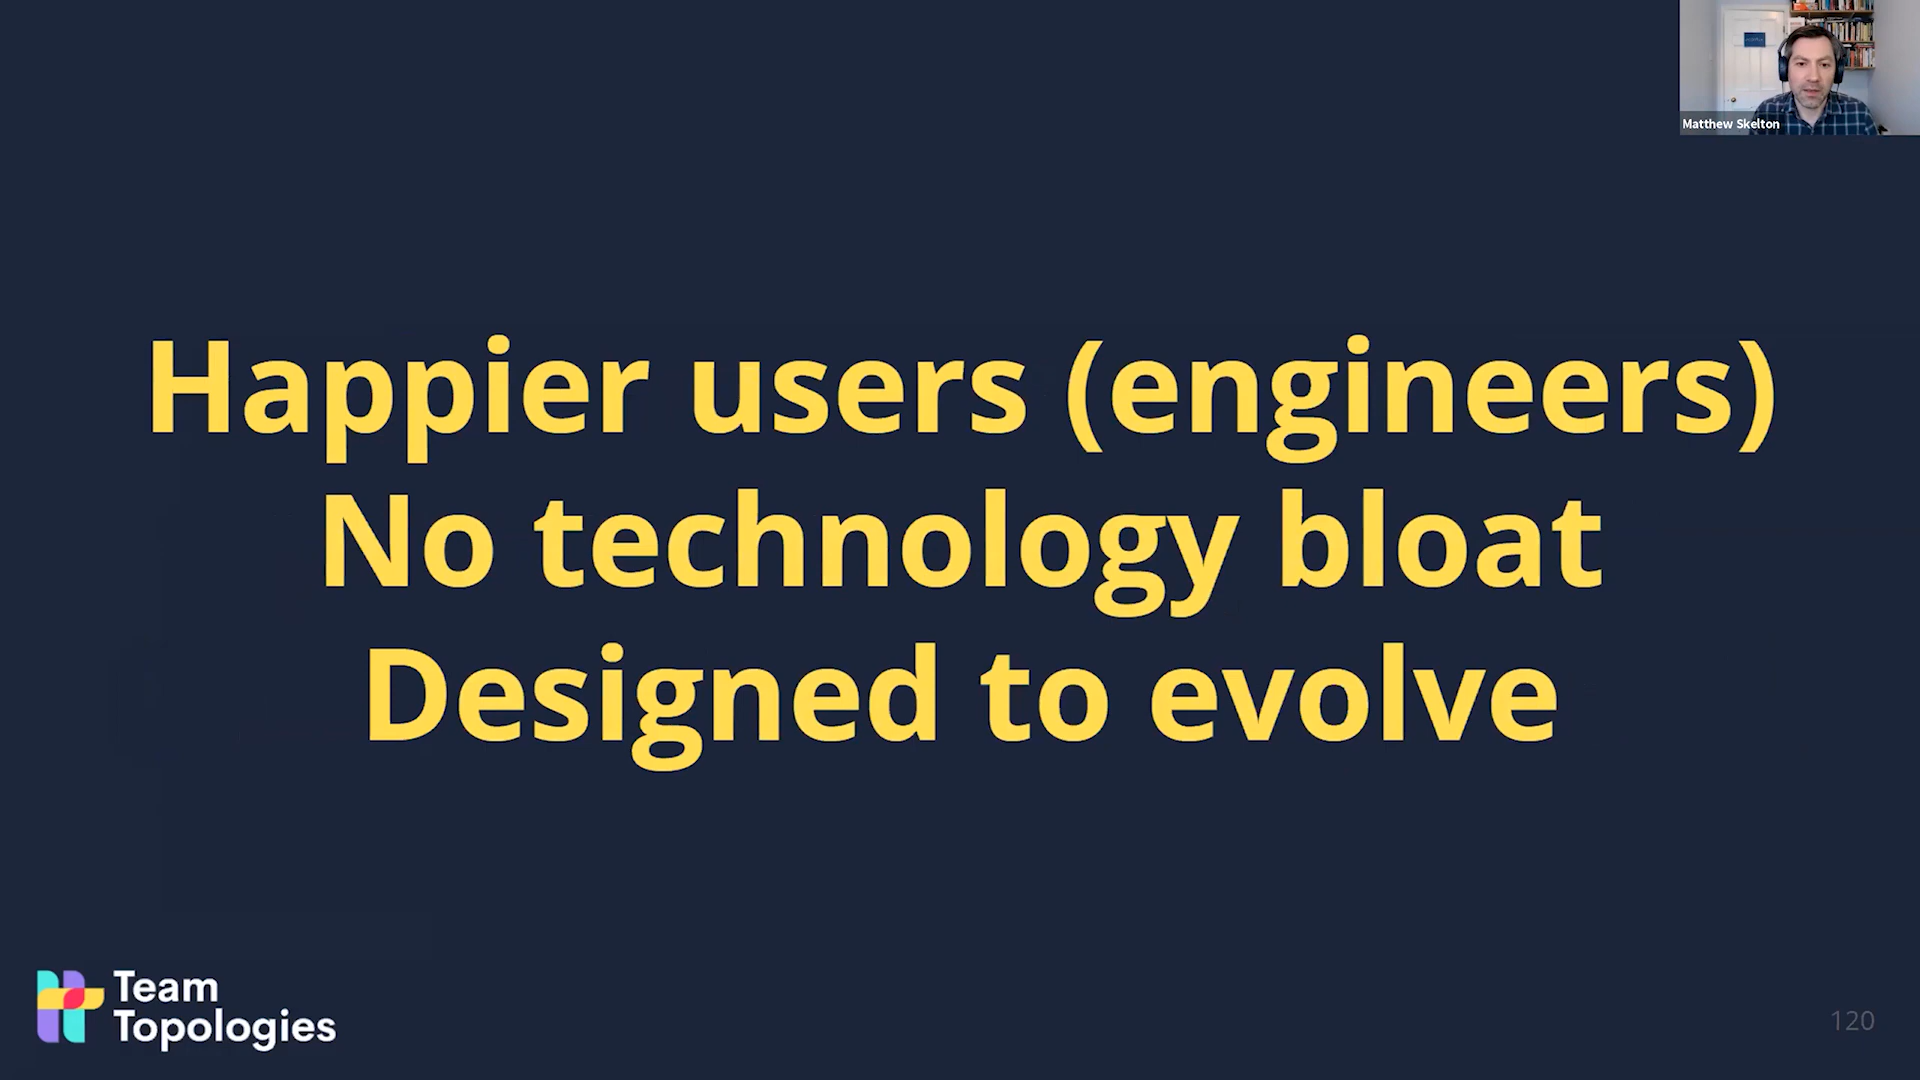 Matthew Skelton
Happier users (engineers)
No technology bloat
Designed to evolve
Team
Topologies
120